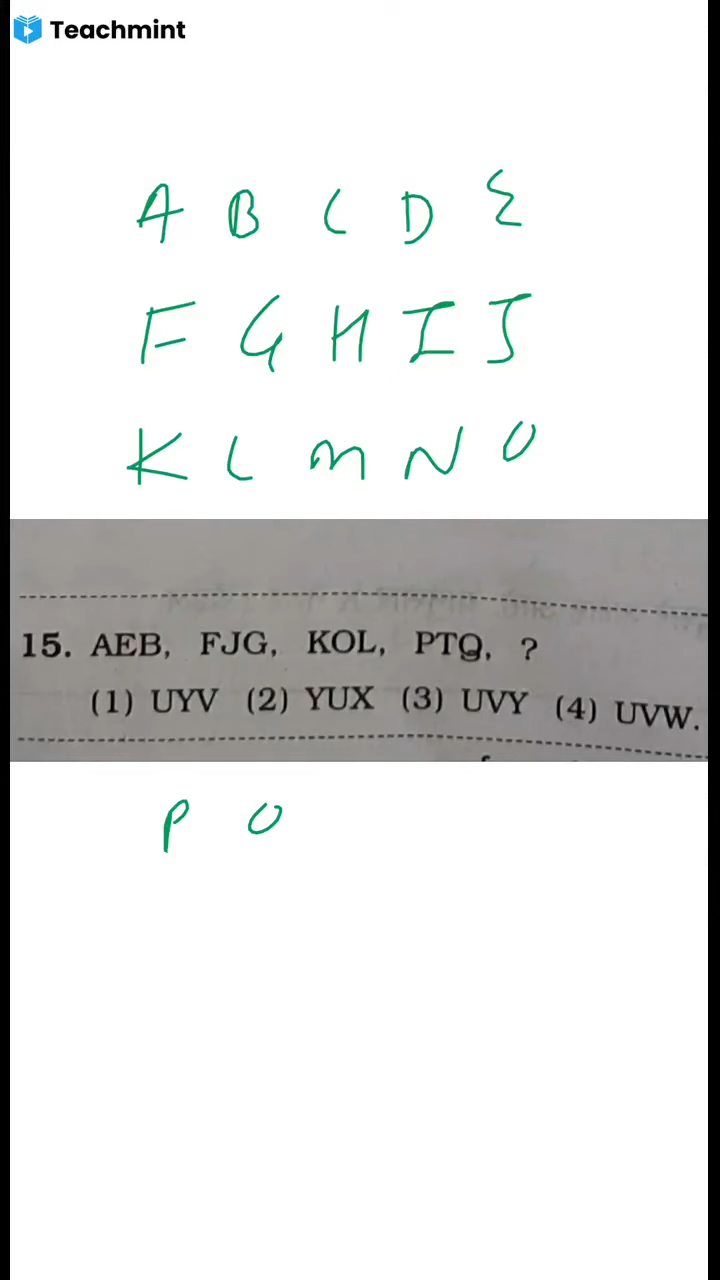 Teachmint
A B C D E
F G H I J
K L M N O
15. AEB, FJG, KOL, PTQ, ?
(1) UYV (2) YUX (3) UVY (4) UVW.
P O